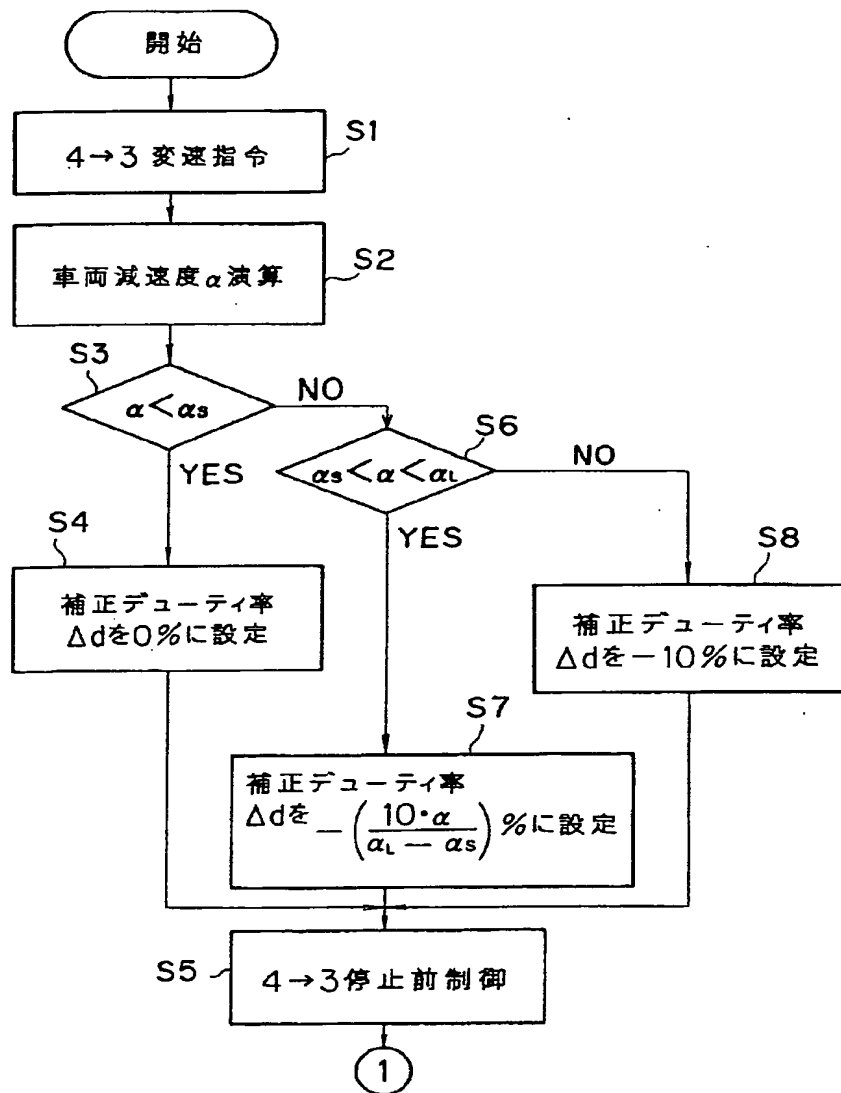 開始
S1
4→3変速指令
S2
車両減速度α演算
S3
α<αs
NO
YES
S6
αs<α<αL
NO
YES
S4
補正デューティ率
Δdを0%に設定
S8
補正デューティ率
Δdを-10%に設定
S7
補正デューティ率
Δdを -(10・α/αL-αs)%に設定
S5
4→3停止前制御
1